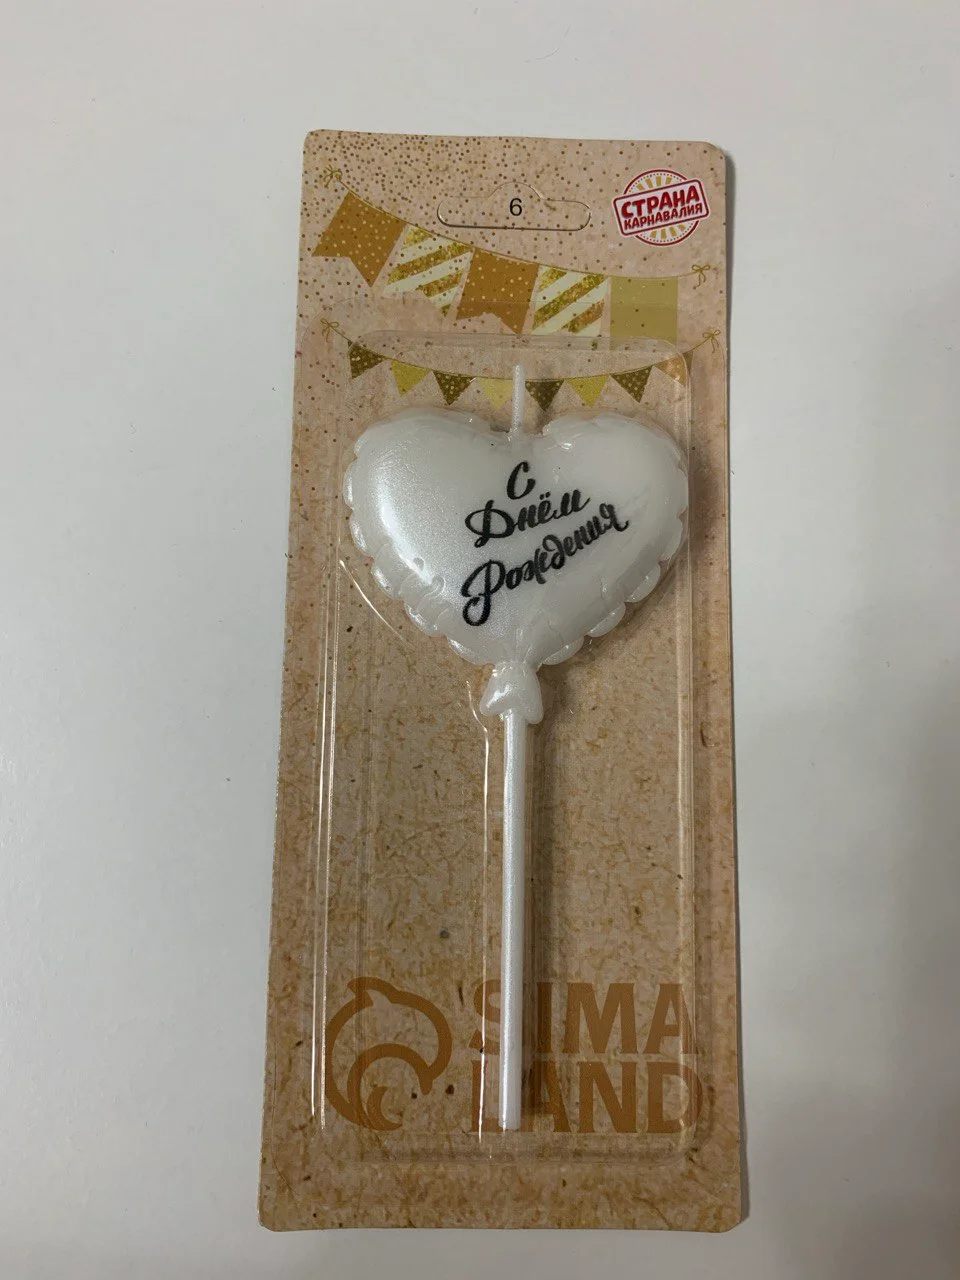 6
СТРАНА
КАРНАВАЛИЯ
С
Днём
Рождения
SIMA
LAND